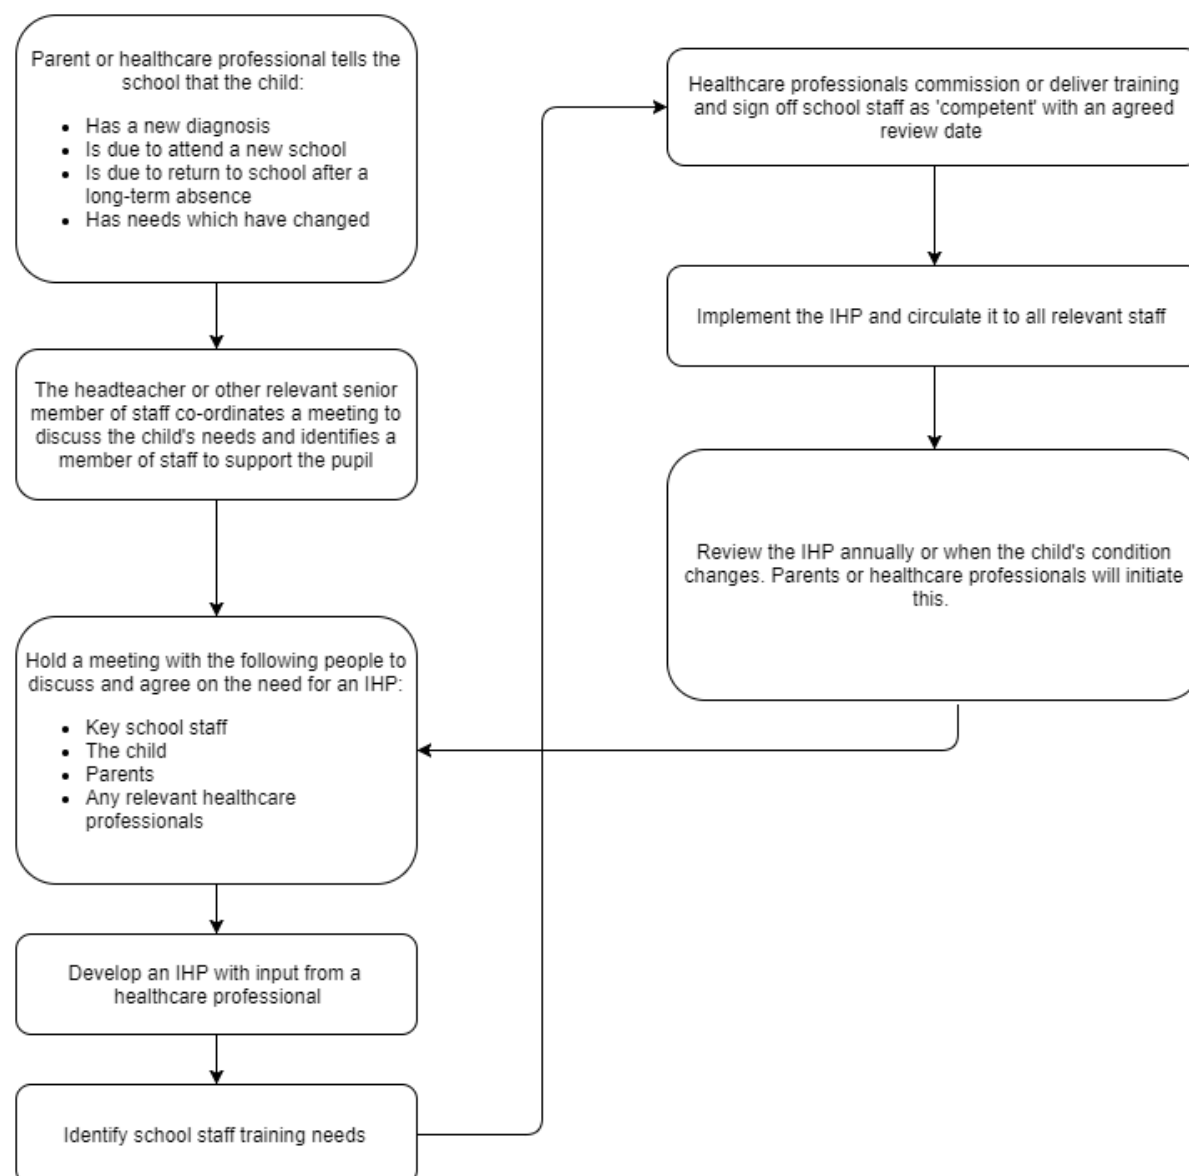 Parent or healthcare professional tells the
school that the child:
• Has a new diagnosis
• Is due to attend a new school
• Is due to return to school after a
long-term absence
• Has needs which have changed
The headteacher or other relevant senior
member of staff co-ordinates a meeting to
discuss the child's needs and identifies a
member of staff to support the pupil
Hold a meeting with the following people to
discuss and agree on the need for an IHP:
• Key school staff
• The child
• Parents
• Any relevant healthcare
professionals
Develop an IHP with input from a
healthcare professional
Identify school staff training needs
Healthcare professionals commission or deliver training
and sign off school staff as 'competent' with an agreed
review date
Implement the IHP and circulate it to all relevant staff
Review the IHP annually or when the child's condition
changes. Parents or healthcare professionals will initiate
this.